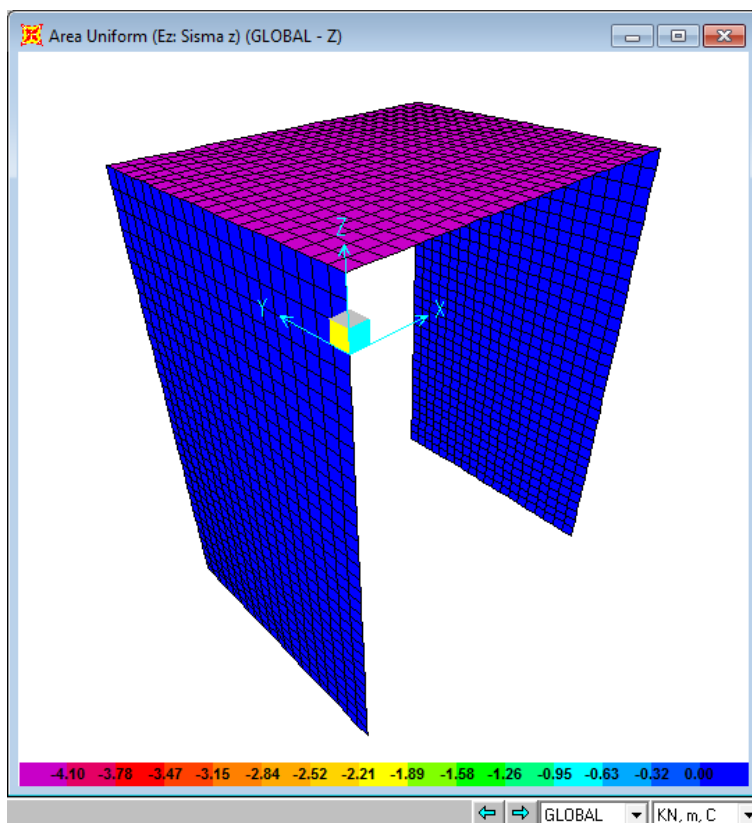 Area Uniform (Ez: Sisma z) (GLOBAL - Z)
Z
Y
X
-4.10 -3.78 -3.47 -3.15 -2.84 -2.52 -2.21 -1.89 -1.58 -1.26 -0.95 -0.63 -0.32 0.00
GLOBAL KN, m, C